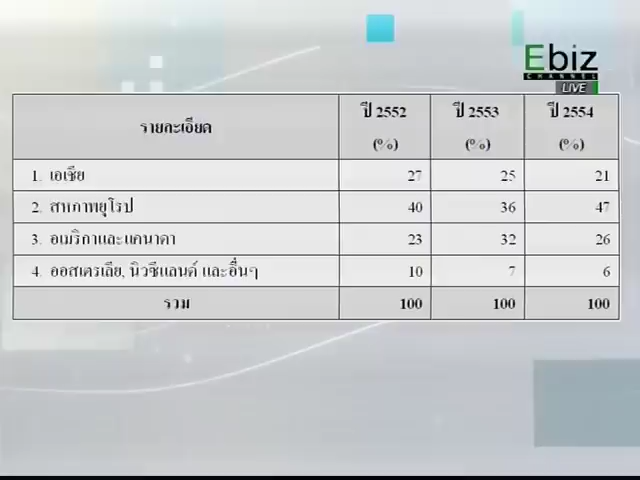 Ebiz
CHANNEL
LIVE
รายละเอียด ปี 2552 (%) ปี 2553 (%) ปี 2554 (%)
1. เอเซีย 27 25 21
2. สหภาพยุโรป 40 36 47
3. อเมริกาและแคนาดา 23 32 26
4. ออสเตรเลีย, นิวซีแลนด์ และอื่นๆ 10 7 6
รวม 100 100 100